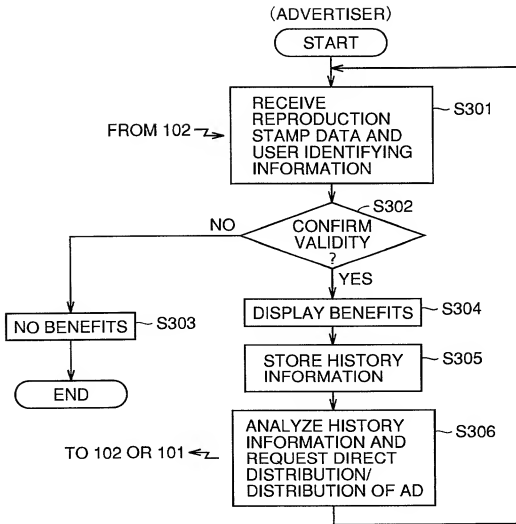 (ADVERTISER)
START
RECEIVE
REPRODUCTION
STAMP DATA AND
USER IDENTIFYING
INFORMATION
S301
FROM 102
S302
CONFIRM
VALIDITY
?
NO
YES
NO BENEFITS
S303
DISPLAY BENEFITS
S304
END
STORE HISTORY
INFORMATION
S305
ANALYZE HISTORY
INFORMATION AND
REQUEST DIRECT
DISTRIBUTION/
DISTRIBUTION OF AD
S306
TO 102 OR 101